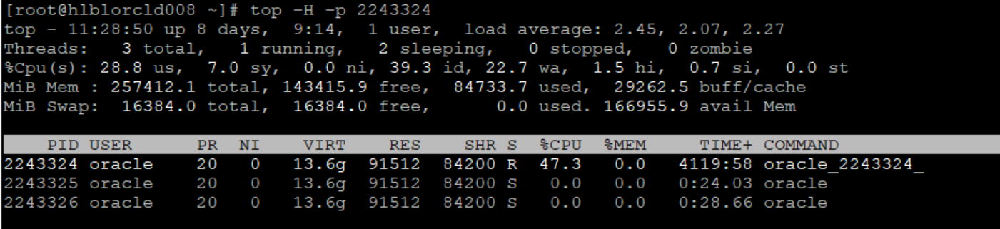 [root@hlblorcld008 ~]# top -H -p 2243324
top - 11:28:50 up 8 days,  9:14,  1 user,  load average: 2.45, 2.07, 2.27
Threads:   3 total,   1 running,   2 sleeping,   0 stopped,   0 zombie
%Cpu(s): 28.8 us,  7.0 sy,  0.0 ni, 39.3 id, 22.7 wa,  1.5 hi,  0.7 si,  0.0 st
MiB Mem : 257412.1 total, 143415.9 free,  84733.7 used,  29262.5 buff/cache
MiB Swap:  16384.0 total,  16384.0 free,      0.0 used. 166955.9 avail Mem
    PID USER      PR  NI    VIRT    RES    SHR S  %CPU  %MEM     TIME+ COMMAND
2243324 oracle    20   0   13.6g  91512  84200 R  47.3   0.0   4119:58 oracle_2243324_
2243325 oracle    20   0   13.6g  91512  84200 S   0.0   0.0   0:24.03 oracle
2243326 oracle    20   0   13.6g  91512  84200 S   0.0   0.0   0:28.66 oracle